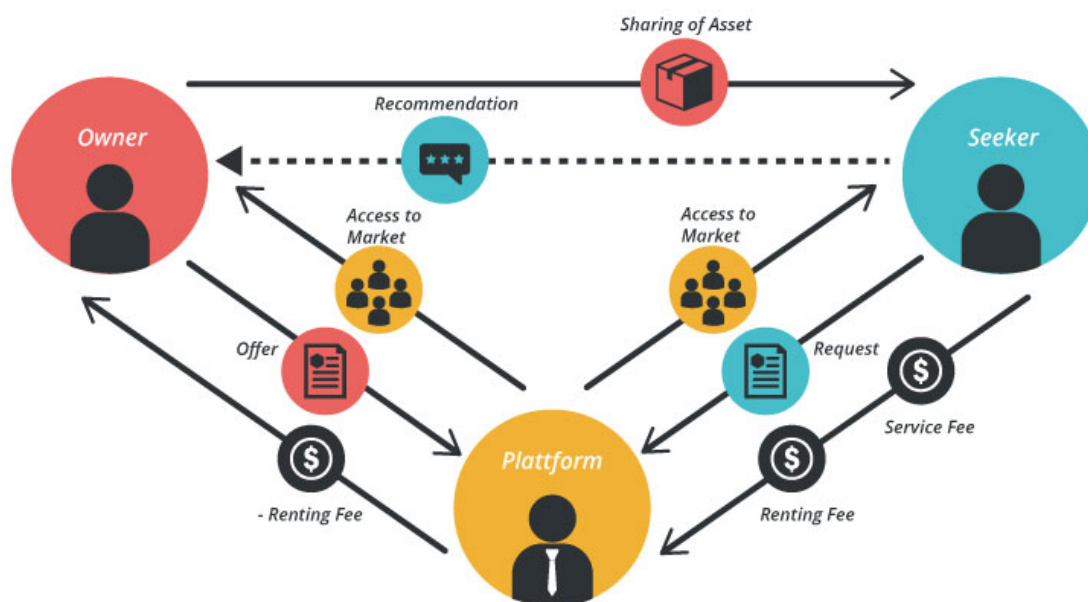 Sharing of Asset
Recommendation
Owner
Seeker
Access to
Market
Access to
Market
Offer
Request
Service Fee
Plattform
- Renting Fee
Renting Fee
$
$
$